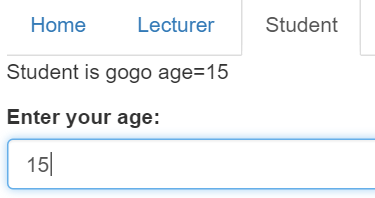 Home Lecturer Student
Student is gogo age=15
Enter your age:
15